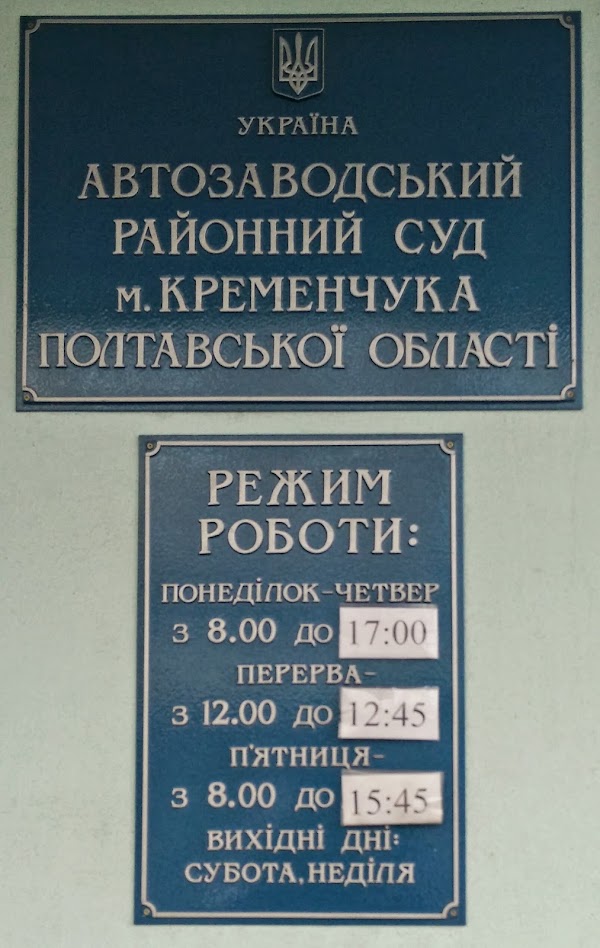 УКРАЇНА
АВТОЗАВОДСЬКИЙ
РАЙОННИЙ СУД
м. КРЕМЕНЧУКА
ПОЛТАВСЬКОЇ ОБЛАСТІ
РЕЖИМ
РОБОТИ:
ПОНЕДІЛОК-ЧЕТВЕР
З 8.00 ДО 17:00
ПЕРЕРВА-
З 12.00 ДО 12:45
П'ЯТНИЦЯ-
З 8.00 ДО 15:45
ВИХІДНІ ДНІ:
СУБОТА, НЕДІЛЯ